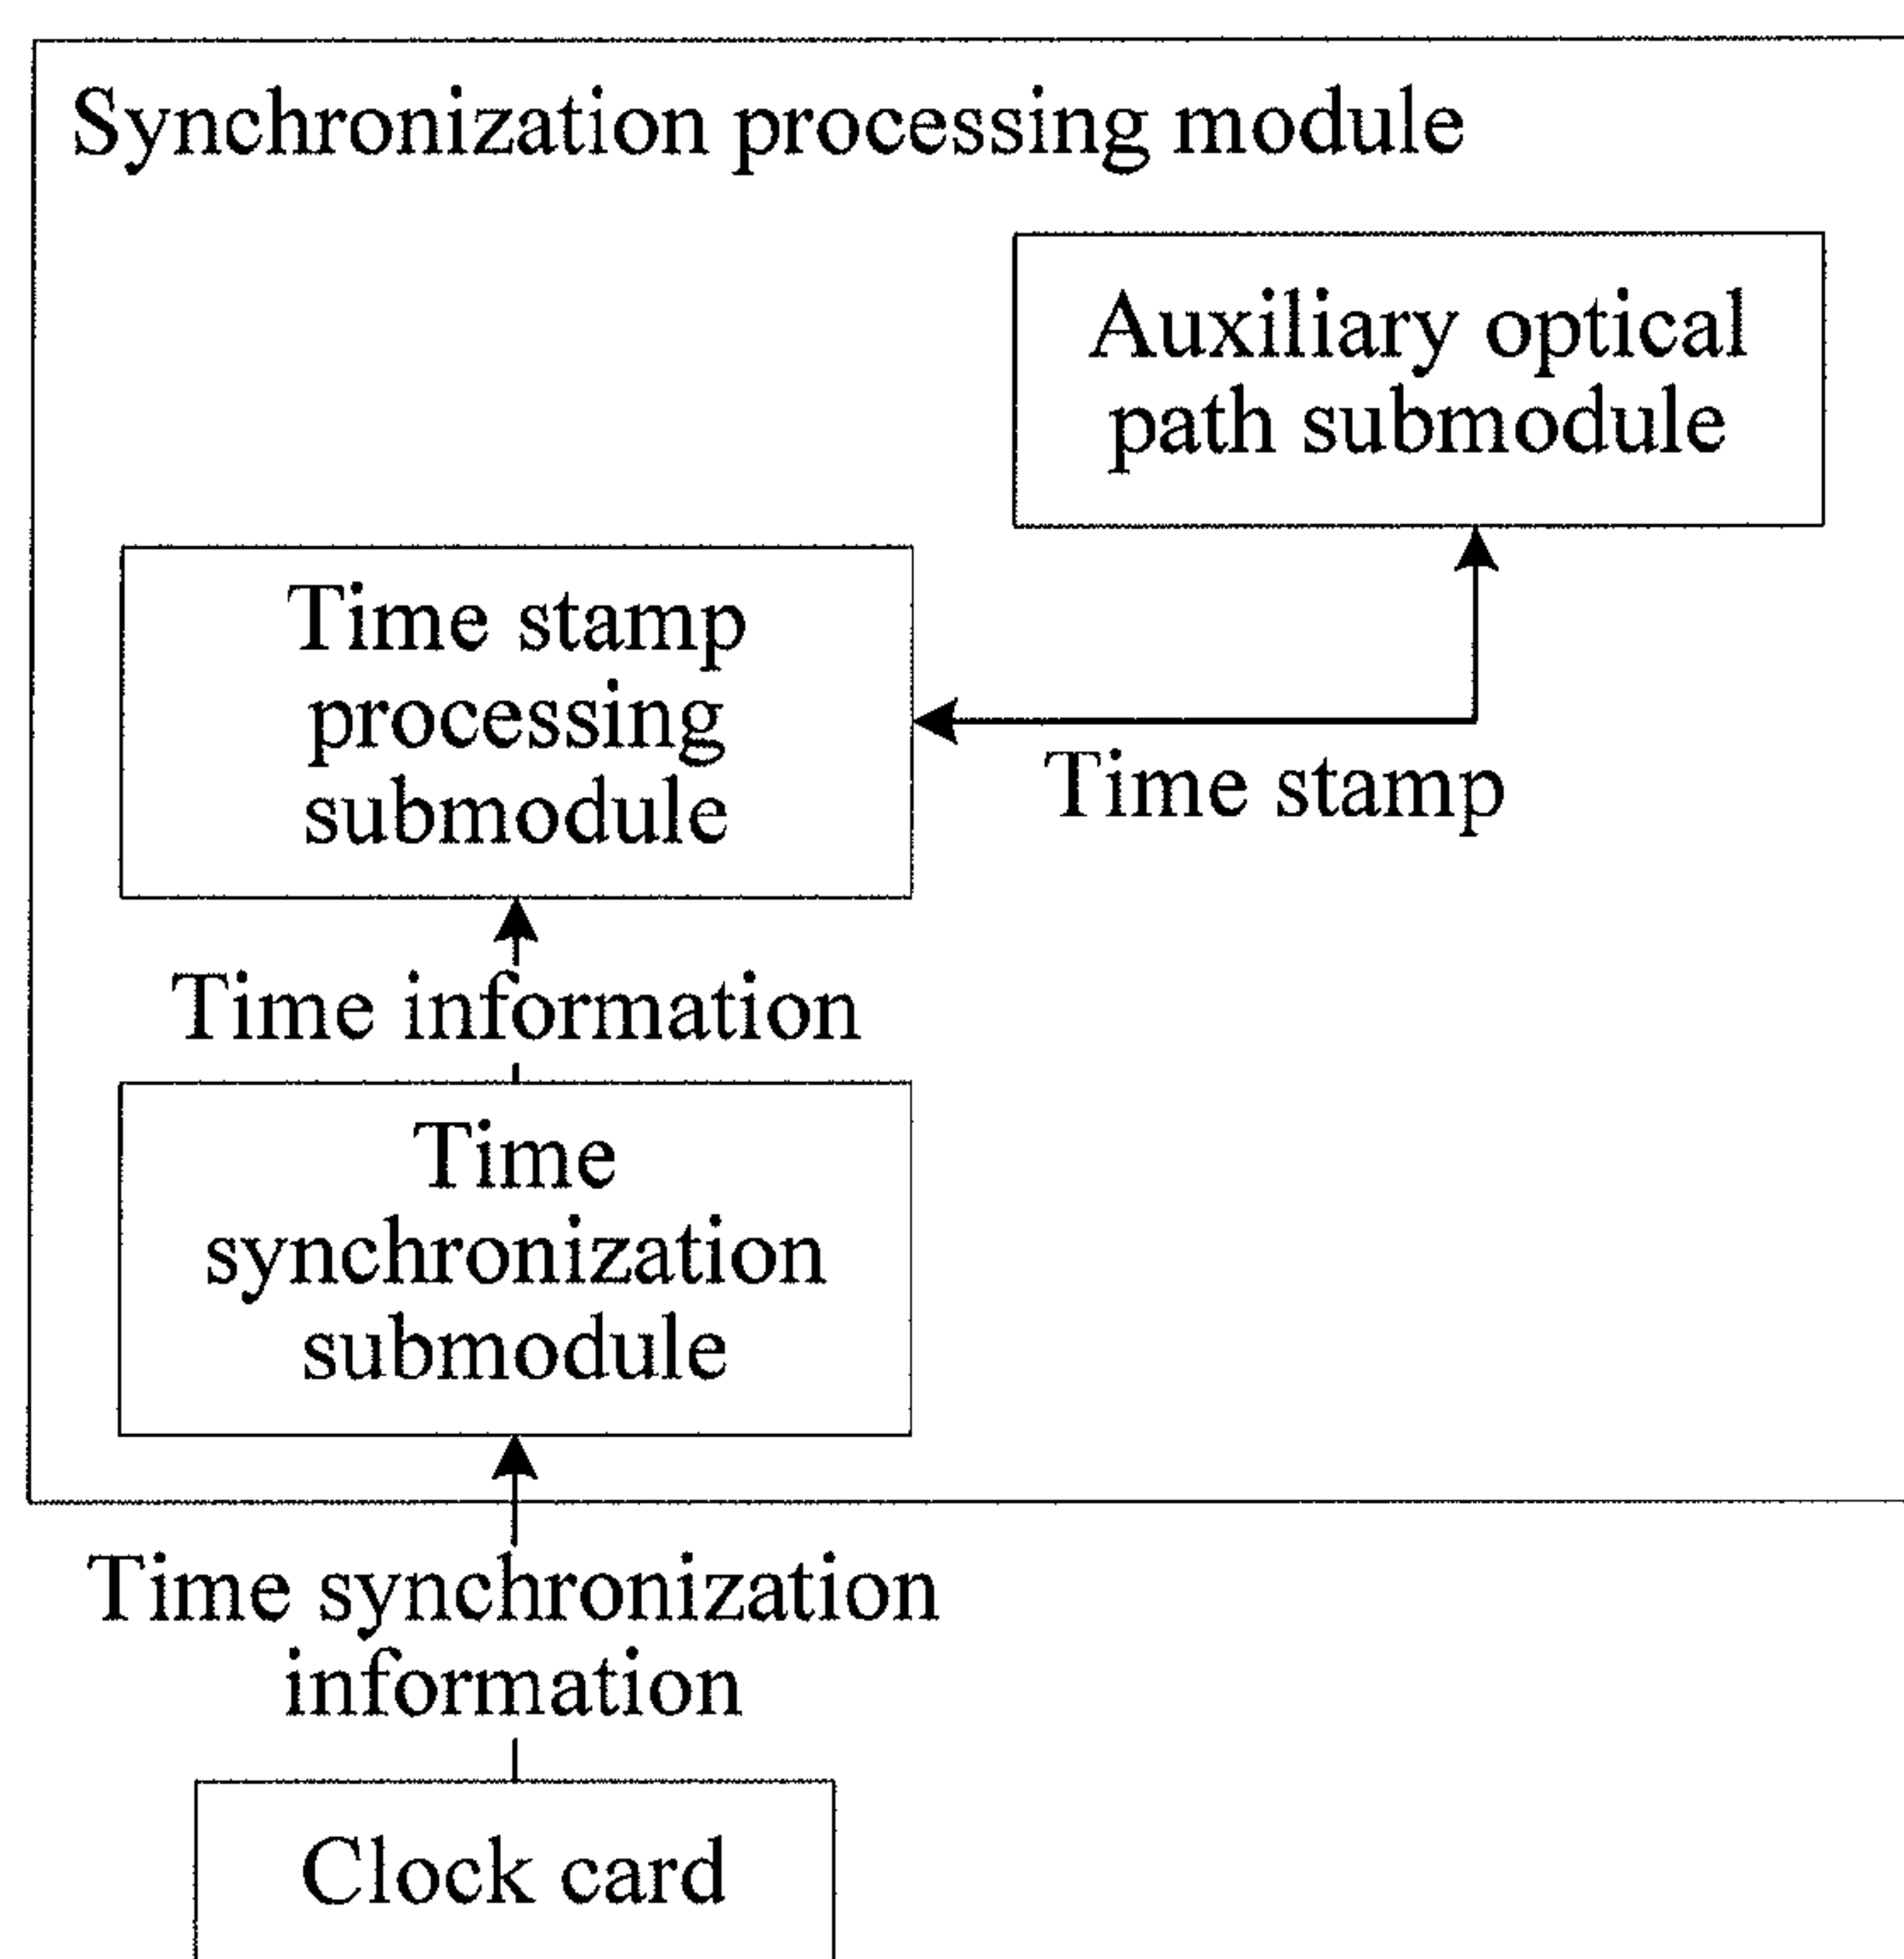 Synchronization processing module
Auxiliary optical
path submodule
Time stamp
processing
submodule
Time stamp
Time information
Time
synchronization
submodule
Time synchronization
information
Clock card